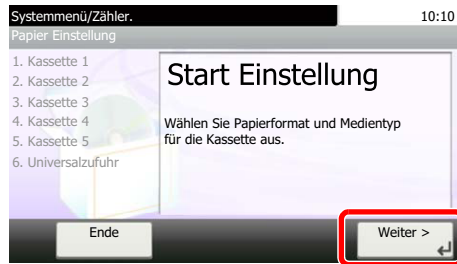 Systemmenü/Zähler.
10:10
Papier Einstellung
1. Kassette 1
2. Kassette 2
3. Kassette 3
4. Kassette 4
5. Kassette 5
6. Universalzufuhr
Start Einstellung
Wählen Sie Papierformat und Medientyp
für die Kassette aus.
Ende
Weiter >